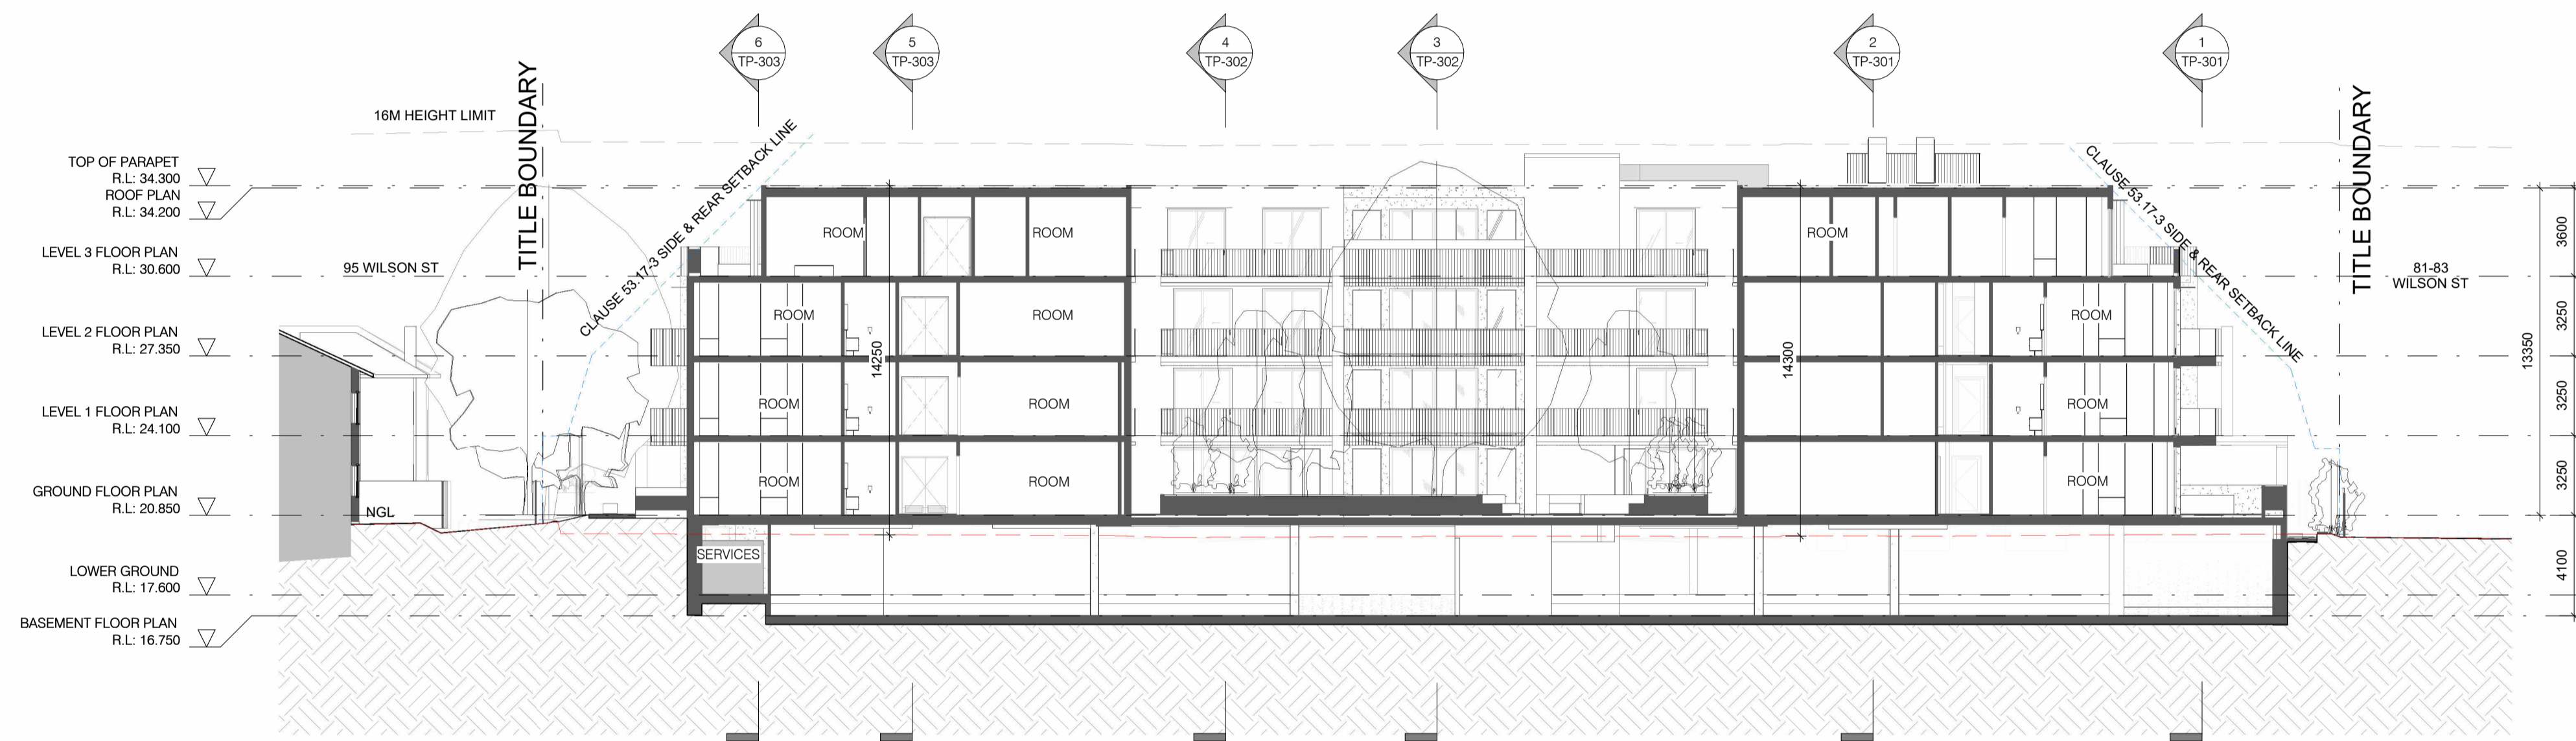 6
TP-303
5
TP-303
4
TP-302
3
TP-302
2
TP-301
1
TP-301
16M HEIGHT LIMIT
TITLE BOUNDARY
CLAUSE 53.17-3 SIDE & REAR SETBACK LINE
CLAUSE 53.17-3 SIDE & REAR SETBACK LINE
TITLE BOUNDARY
TOP OF PARAPET
R.L: 34.300
ROOF PLAN
R.L: 34.200
LEVEL 3 FLOOR PLAN
R.L: 30.600
LEVEL 2 FLOOR PLAN
R.L: 27.350
LEVEL 1 FLOOR PLAN
R.L: 24.100
GROUND FLOOR PLAN
R.L: 20.850
LOWER GROUND
R.L: 17.600
BASEMENT FLOOR PLAN
R.L: 16.750
95 WILSON ST
NGL
ROOM
ROOM
ROOM
ROOM
ROOM
ROOM
ROOM
ROOM
14250
SERVICES
ROOM
ROOM
ROOM
ROOM
14300
81-83
WILSON ST
13350
3600
3250
3250
3250
4100